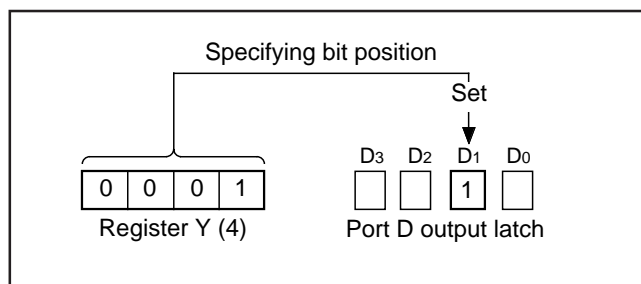 Specifying bit position
Set
D3 D2 D1 D0
0 0 0 1 1
Register Y (4) Port D output latch